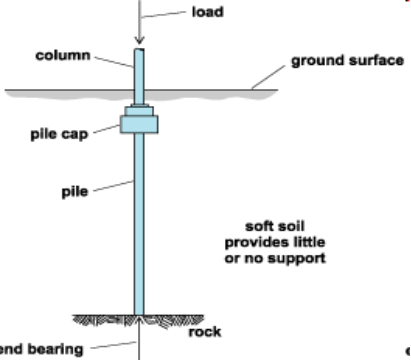 load
column
ground surface
pile cap
pile
soft soil
provides little
or no support
rock
end bearing